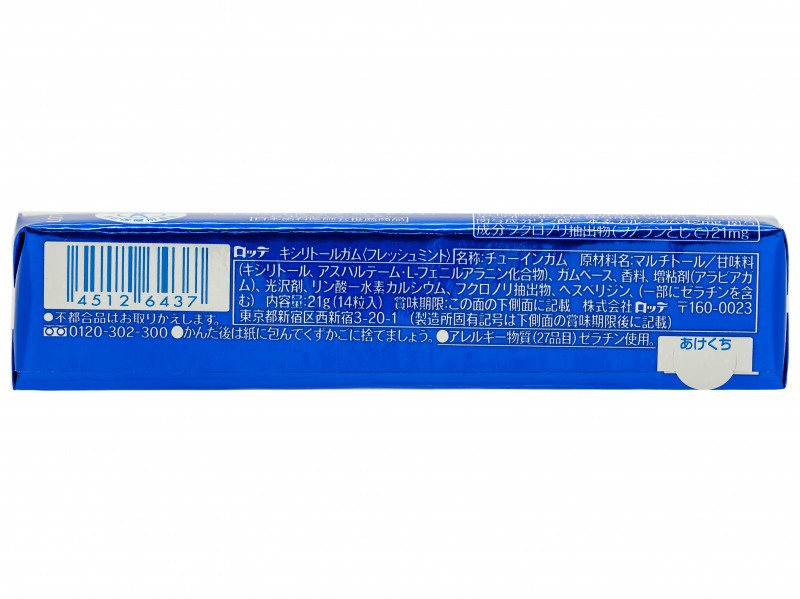 成分 フクロノリ抽出物(フノランとして)21mg
ロッテ キシリトールガム〈フレッシュミント〉 名称:チューインガム 原材料名:マルチトール/甘味料
(キシリトール、アスパルテーム・L-フェニルアラニン化合物)、ガムベース、香料、増粘剤(アラビアガ
ム)、光沢剤、リン酸一水素カルシウム、フクロノリ抽出物、ヘスペリジン、(一部にゼラチンを含
む) 内容量:21g(14粒入) 賞味期限:この面の下側面に記載 株式会社ロッテ 〒160-0023
東京都新宿区西新宿3-20-1 (製造所固有記号は下側面の賞味期限後に記載)
4512 6437
●不都合品はお取りかえします。
0120-302-300 ●かんだ後は紙に包んでくずかごに捨てましょう。●アレルギー物質(27品目)ゼラチン使用。
あけくち